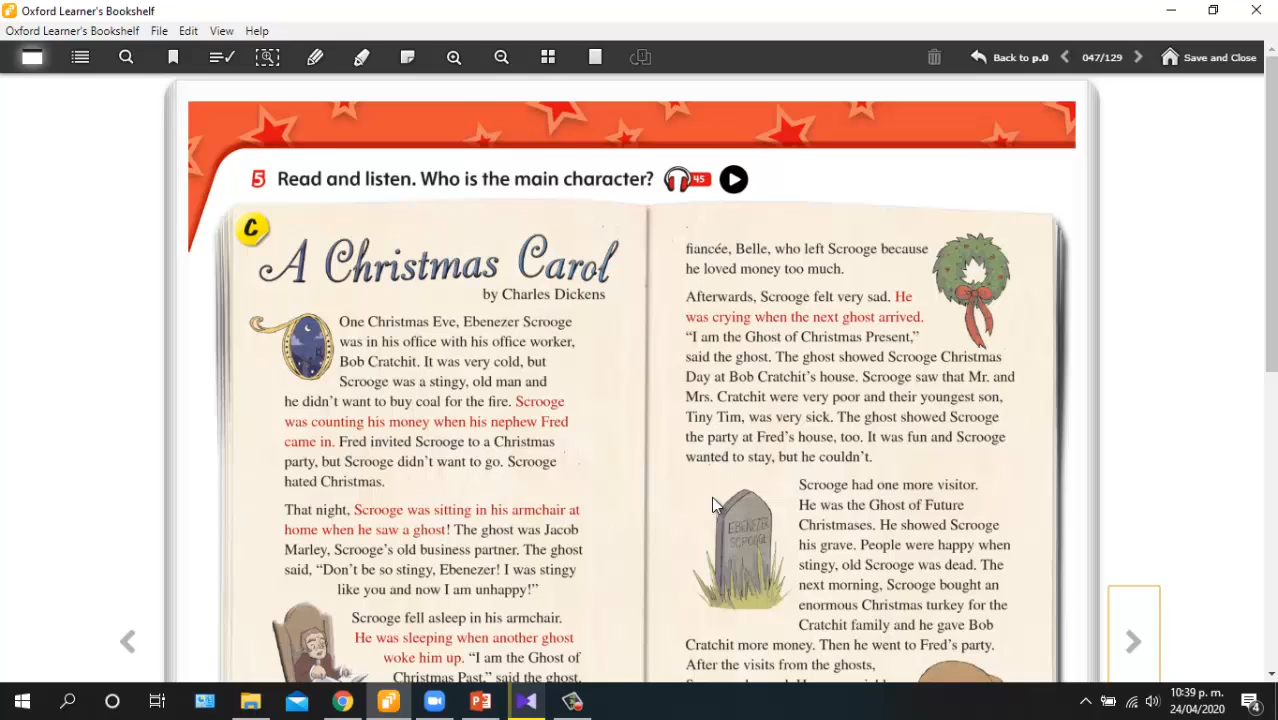 Oxford Learner's Bookshelf
Oxford Learner's Bookshelf File Edit View Help
Back to p.0 047/129 Save and Close
5 Read and listen. Who is the main character? 45
C
A Christmas Carol
by Charles Dickens
One Christmas Eve, Ebenezer Scrooge
was in his office with his office worker,
Bob Cratchit. It was very cold, but
Scrooge was a stingy, old man and
he didn't want to buy coal for the fire. Scrooge
was counting his money when his nephew Fred
came in. Fred invited Scrooge to a Christmas
party, but Scrooge didn't want to go. Scrooge
hated Christmas.
That night, Scrooge was sitting in his armchair at
home when he saw a ghost! The ghost was Jacob
Marley, Scrooge's old business partner. The ghost
said, "Don't be so stingy, Ebenezer! I was stingy
like you and now I am unhappy!"
Scrooge fell asleep in his armchair.
He was sleeping when another ghost
woke him up. "I am the Ghost of
Christmas Past," said the ghost.
fiancée, Belle, who left Scrooge because
he loved money too much.
Afterwards, Scrooge felt very sad. He
was crying when the next ghost arrived.
"I am the Ghost of Christmas Present,"
said the ghost. The ghost showed Scrooge Christmas
Day at Bob Cratchit's house. Scrooge saw that Mr. and
Mrs. Cratchit were very poor and their youngest son,
Tiny Tim, was very sick. The ghost showed Scrooge
the party at Fred's house, too. It was fun and Scrooge
wanted to stay, but he couldn't.
Scrooge had one more visitor.
He was the Ghost of Future
Christmases. He showed Scrooge
his grave. People were happy when
stingy, old Scrooge was dead. The
next morning, Scrooge bought an
enormous Christmas turkey for the
Cratchit family and he gave Bob
Cratchit more money. Then he went to Fred's party.
After the visits from the ghosts,
EBENEZER
SCROOGE
10:39 p. m.
24/04/2020
4